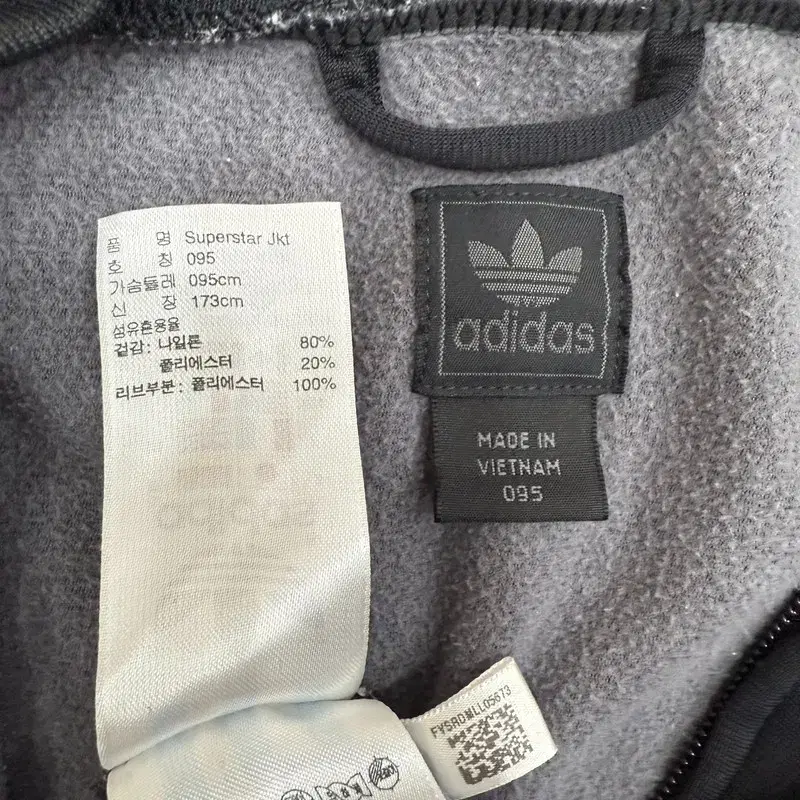 품 명 Superstar Jkt
호 칭 095
가슴둘레 095cm
신 장 173cm
섬유혼용율
겉감 : 나일론 80%
폴리에스터 20%
리브부분 : 폴리에스터 100%
adidas
MADE IN
VIETNAM
095